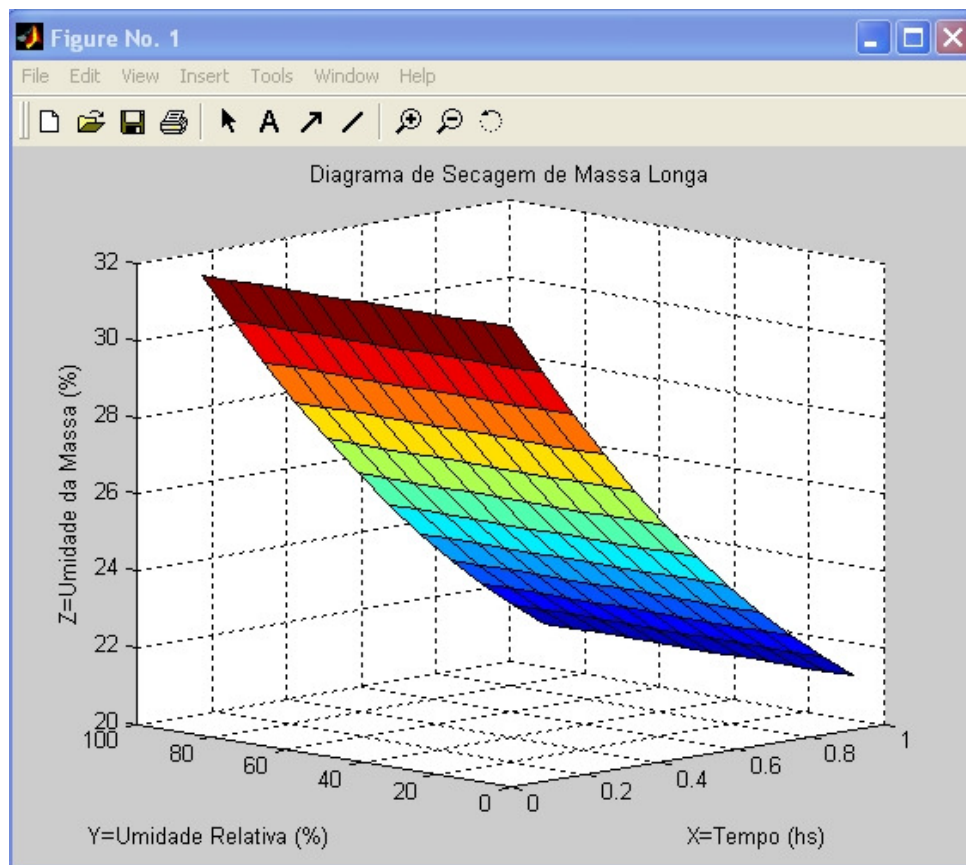 Figure No. 1
File Edit View Insert Tools Window Help
A
Diagrama de Secagem de Massa Longa
32
30
28
26
24
22
20
Z=Umidade da Massa (%)
100
80
60
40
20
0
0
0.2
0.4
0.6
0.8
1
Y=Umidade Relativa (%)
X=Tempo (hs)